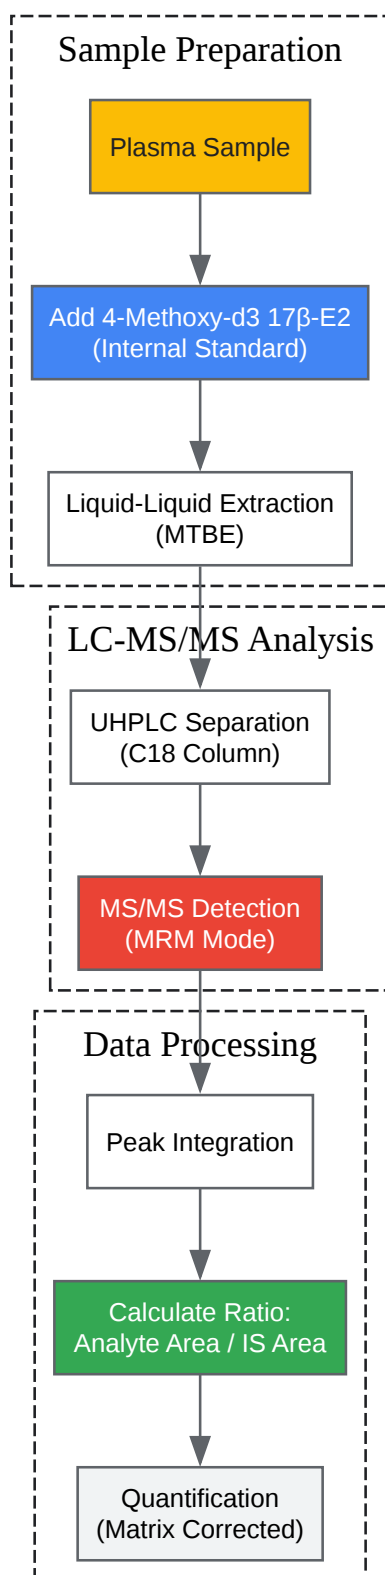 Sample Preparation
Plasma Sample
Add 4-Methoxy-d3 17β-E2
(Internal Standard)
Liquid-Liquid Extraction
(MTBE)
LC-MS/MS Analysis
UHPLC Separation
(C18 Column)
MS/MS Detection
(MRM Mode)
Data Processing
Peak Integration
Calculate Ratio:
Analyte Area / IS Area
Quantification
(Matrix Corrected)